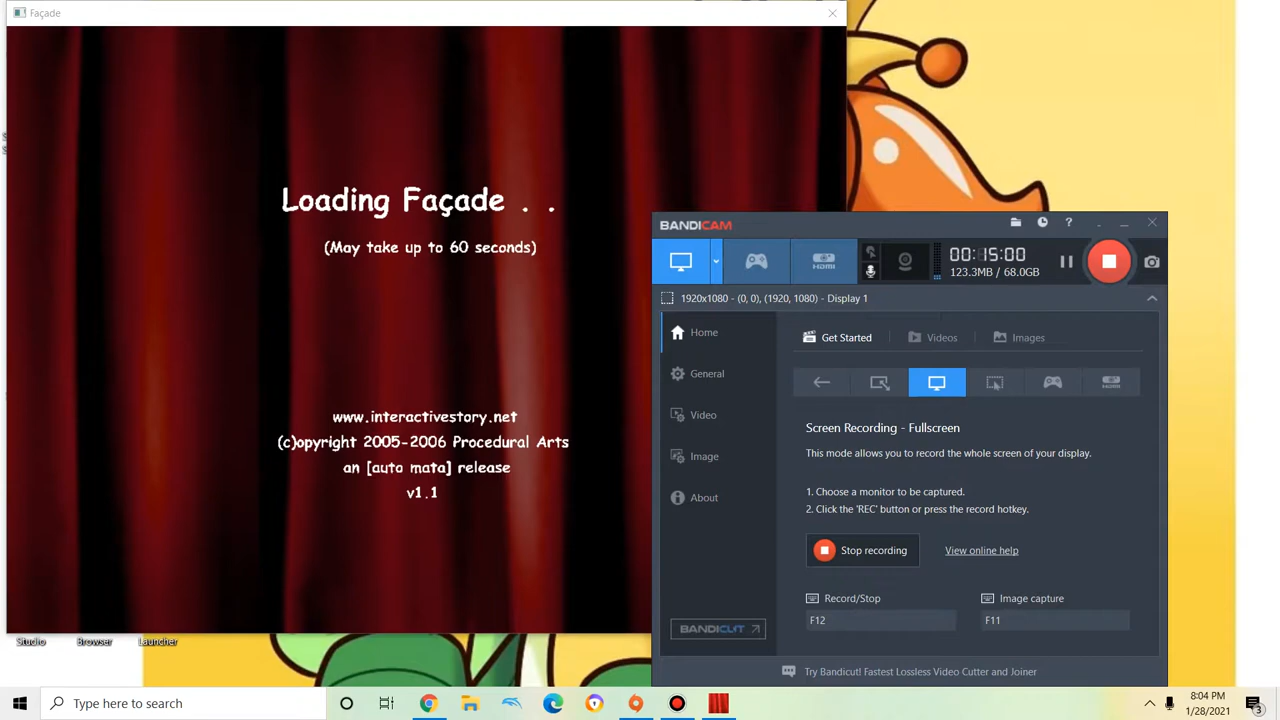 Façade
Loading Façade . .
(May take up to 60 seconds)
www.interactivestory.net
(c)opyright 2005-2006 Procedural Arts
an [auto mata] release
v1.1
BANDICAM
?
HDMI
00:15:00
123.3MB / 68.0GB
1920x1080 - (0, 0), (1920, 1080) - Display 1
Home
General
Video
Image
About
Get Started
Videos
Images
HDMI
Screen Recording - Fullscreen
This mode allows you to record the whole screen of your display.
1. Choose a monitor to be captured.
2. Click the 'REC' button or press the record hotkey.
Stop recording
View online help
Record/Stop
Image capture
F12
F11
BANDICUT
Try Bandicut! Fastest Lossless Video Cutter and Joiner
Studio
Browser
Launcher
Type here to search
8:04 PM
1/28/2021
3